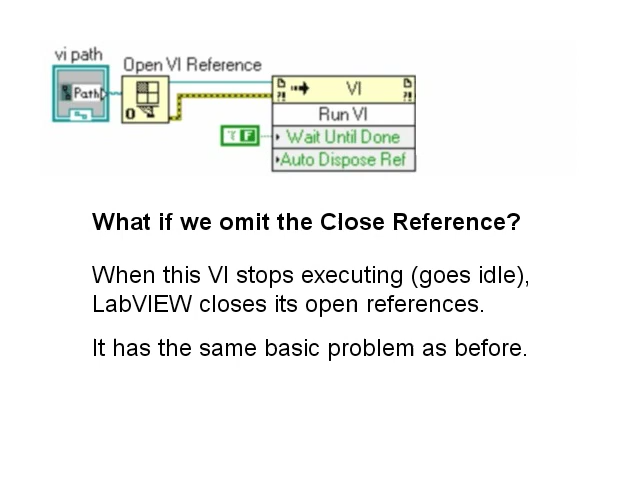 vi path
Open VI Reference
Path
VI
Run VI
F
Wait Until Done
Auto Dispose Ref
What if we omit the Close Reference?
When this VI stops executing (goes idle),
LabVIEW closes its open references.
It has the same basic problem as before.